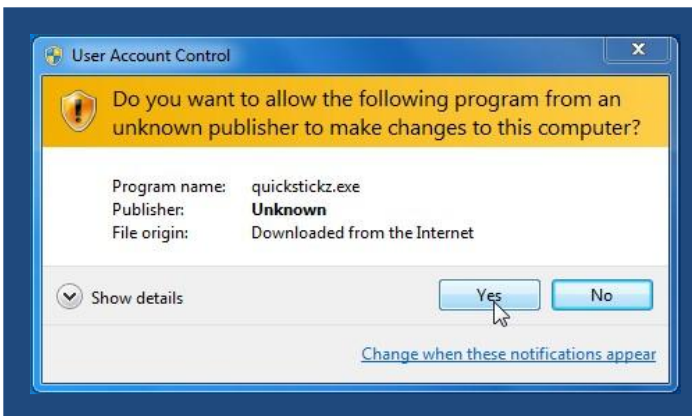 User Account Control
Do you want to allow the following program from an
unknown publisher to make changes to this computer?
Program name: quickstickz.exe
Publisher: Unknown
File origin: Downloaded from the Internet
Show details
Yes
No
Change when these notifications appear